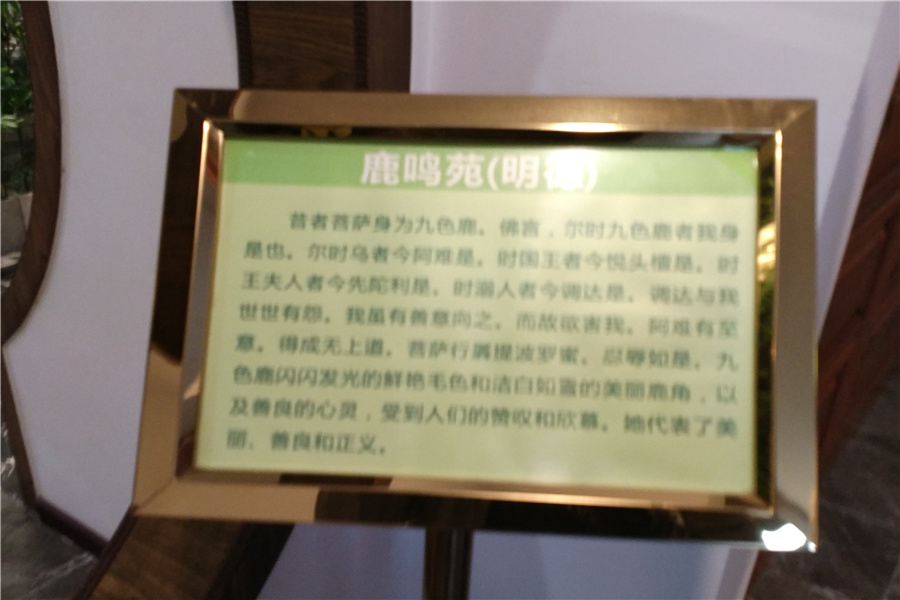 鹿鸣苑(明德)
昔者菩萨身为九色鹿。佛言，尔时九色鹿者我身
是也。尔时乌者今阿难是。时国王者今悦头檀是。时
王夫人者今先陀利是。时溺人者今调达是。调达与我
世世有怨。我虽有善意向之。而故欲害我。阿难有至
意。得成无上道。菩萨行羼提波罗蜜。忍辱如是。九
色鹿闪闪发光的鲜艳毛色和洁白如雪的美丽鹿角，以
及善良的心灵，受到人们的赞叹和欣慕。她代表了美
丽、善良和正义。